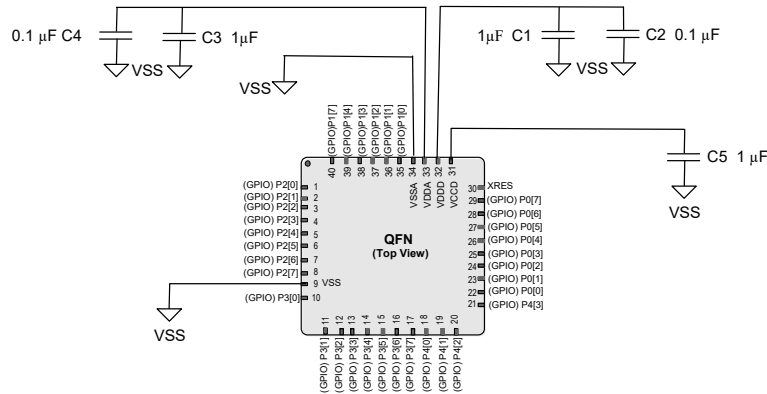 0.1 µF C4
C3 1µF
1µF C1
C2 0.1 µF
VSS
VSS
VSS
C5 1 µF
VSS
(GPIO)P1[7]
(GPIO)P1[4]
(GPIO)P1[3]
(GPIO)P1[2]
(GPIO)P1[1]
(GPIO)P1[0]
40
39
38
37
36
35
34
33
32
31
VSSA
VDDA
VDDD
VCCD
(GPIO) P2[0] 1
(GPIO) P2[1] 2
(GPIO) P2[2] 3
(GPIO) P2[3] 4
(GPIO) P2[4] 5
(GPIO) P2[5] 6
(GPIO) P2[6] 7
(GPIO) P2[7] 8
9 VSS
(GPIO) P3[0] 10
VSS
QFN
(Top View)
30 XRES
29 (GPIO) P0[7]
28 (GPIO) P0[6]
27 (GPIO) P0[5]
26 (GPIO) P0[4]
25 (GPIO) P0[3]
24 (GPIO) P0[2]
23 (GPIO) P0[1]
22 (GPIO) P0[0]
21 (GPIO) P4[3]
11
12
13
14
15
16
17
18
19
20
(GPIO) P3[1]
(GPIO) P3[2]
(GPIO) P3[3]
(GPIO) P3[4]
(GPIO) P3[5]
(GPIO) P3[6]
(GPIO) P3[7]
(GPIO) P4[0]
(GPIO) P4[1]
(GPIO) P4[2]